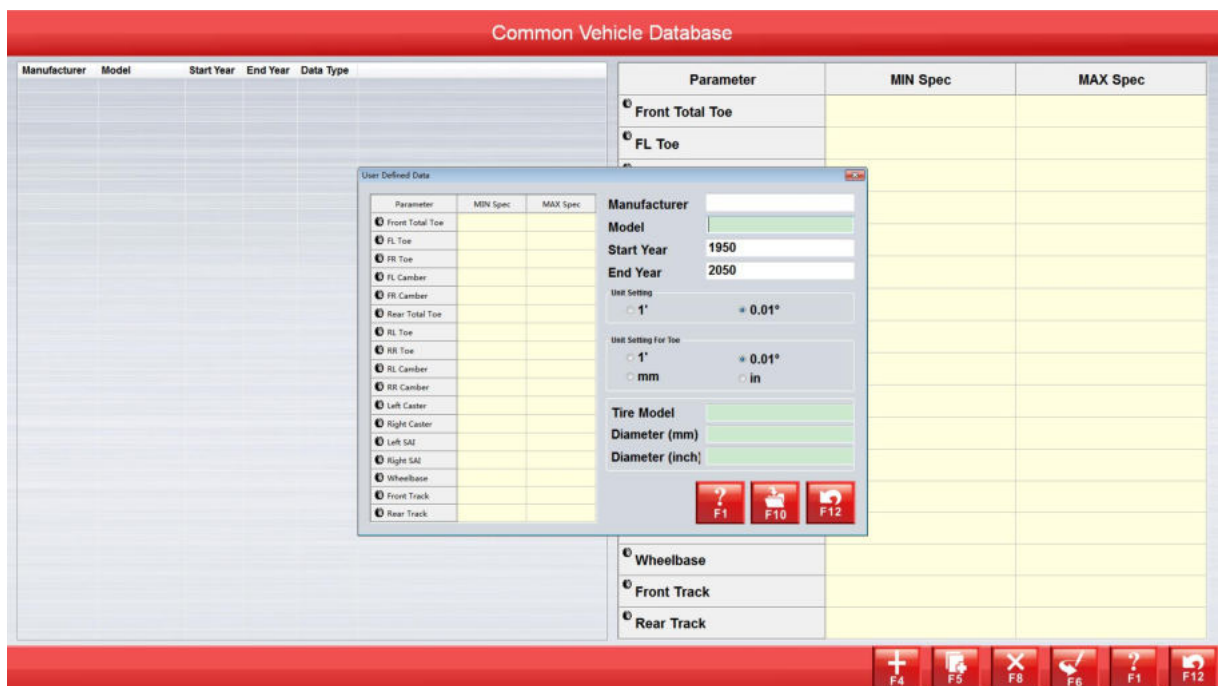 Common Vehicle Database
Manufacturer Model Start Year End Year Data Type
Parameter MIN Spec MAX Spec
Front Total Toe
FL Toe
User Defined Data
Parameter MIN Spec MAX Spec
Front Total Toe
FL Toe
FR Toe
FL Camber
FR Camber
Rear Total Toe
RL Toe
RR Toe
RL Camber
RR Camber
Left Caster
Right Caster
Left SAI
Right SAI
Wheelbase
Front Track
Rear Track
Manufacturer
Model
Start Year 1950
End Year 2050
Unit Setting
1' 0.01°
Unit Setting For Toe
1' 0.01°
mm in
Tire Model
Diameter (mm)
Diameter (inch)
? F1 F10 F12
Wheelbase
Front Track
Rear Track
F4 F5 F8 F6 ? F1 F12